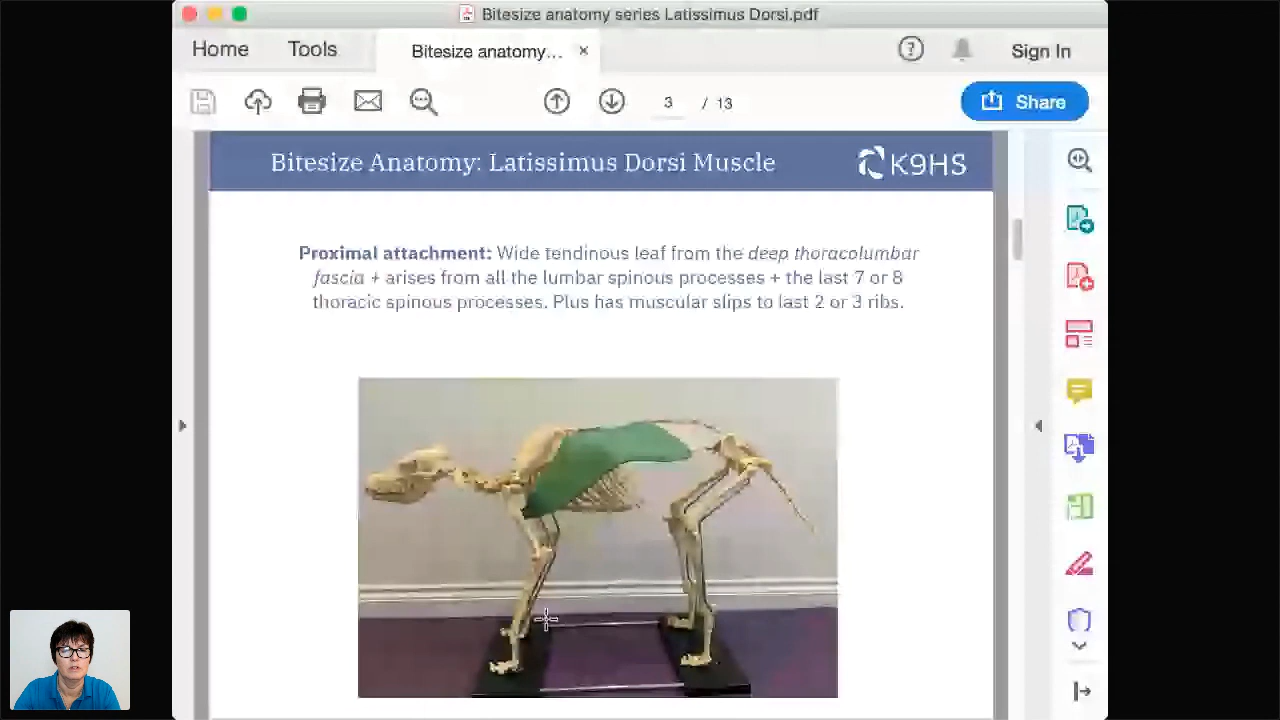 Bitesize anatomy series Latissimus Dorsi.pdf
Home Tools Bitesize anatomy... × ? Sign In
3 / 13 Share
Bitesize Anatomy: Latissimus Dorsi Muscle K9HS
Proximal attachment: Wide tendinous leaf from the deep thoracolumbar
fascia + arises from all the lumbar spinous processes + the last 7 or 8
thoracic spinous processes. Plus has muscular slips to last 2 or 3 ribs.